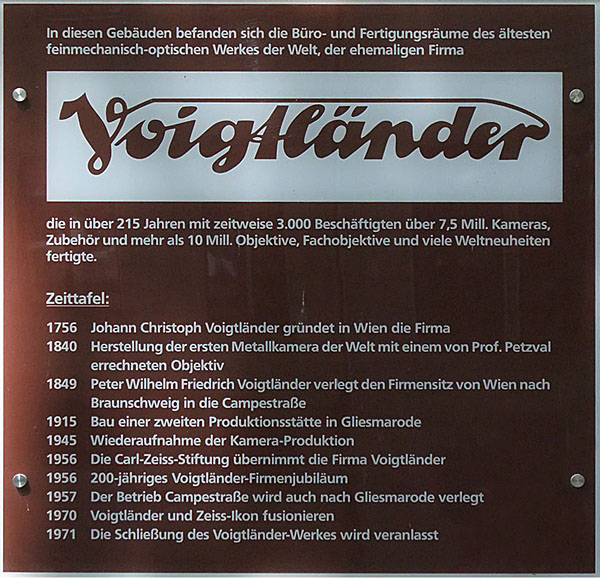 In diesen Gebäuden befanden sich die Büro- und Fertigungsräume des ältesten
feinmechanisch-optischen Werkes der Welt, der ehemaligen Firma
Voigtländer
die in über 215 Jahren mit zeitweise 3.000 Beschäftigten über 7,5 Mill. Kameras,
Zubehör und mehr als 10 Mill. Objektive, Fachobjektive und viele Weltneuheiten
fertigte.
Zeittafel:
1756 Johann Christoph Voigtländer gründet in Wien die Firma
1840 Herstellung der ersten Metallkamera der Welt mit einem von Prof. Petzval
errechneten Objektiv
1849 Peter Wilhelm Friedrich Voigtländer verlegt den Firmensitz von Wien nach
Braunschweig in die Campestraße
1915 Bau einer zweiten Produktionsstätte in Gliesmarode
1945 Wiederaufnahme der Kamera-Produktion
1956 Die Carl-Zeiss-Stiftung übernimmt die Firma Voigtländer
1956 200-jähriges Voigtländer-Firmenjubiläum
1957 Der Betrieb Campestraße wird auch nach Gliesmarode verlegt
1970 Voigtländer und Zeiss-Ikon fusionieren
1971 Die Schließung des Voigtländer-Werkes wird veranlasst